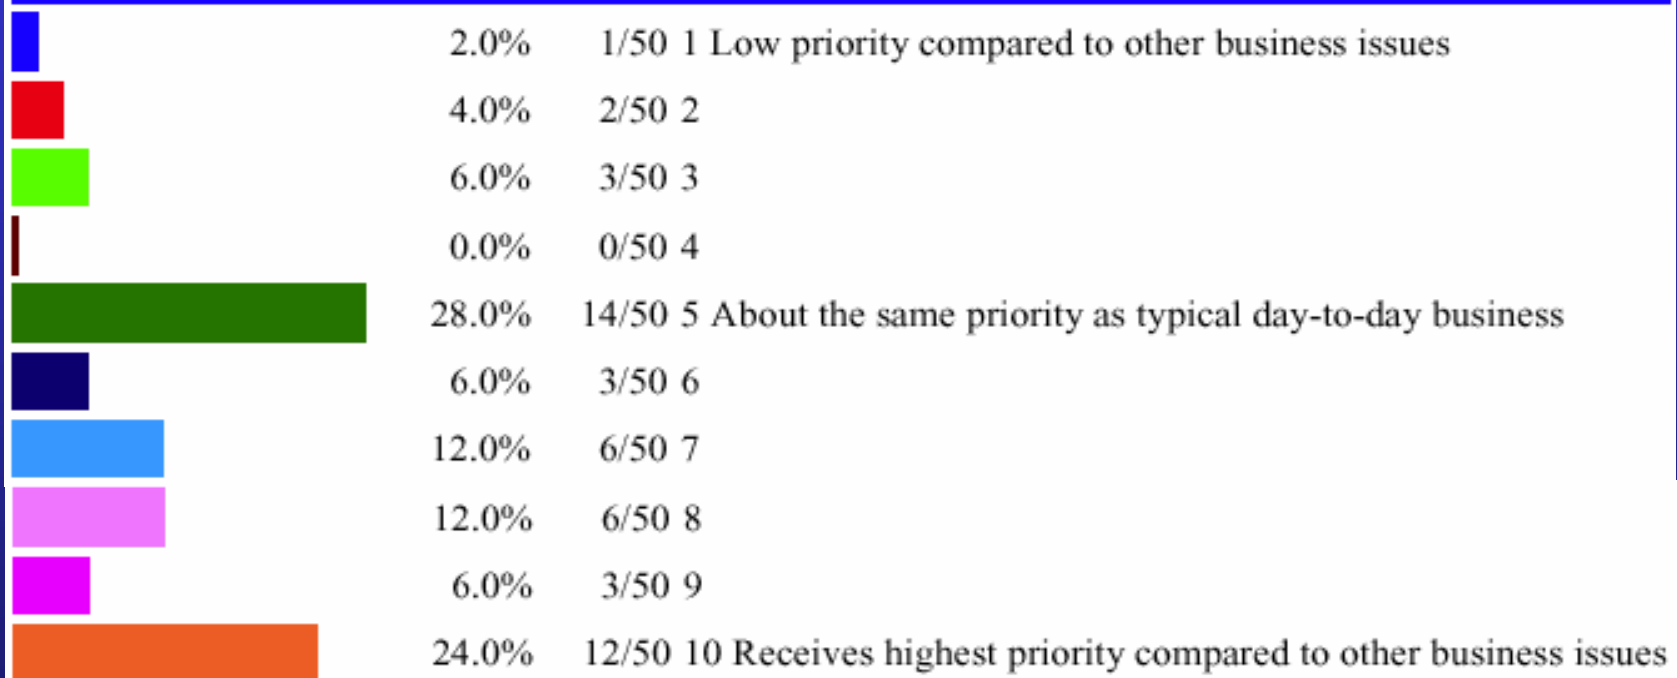 2.0% 1/50 1 Low priority compared to other business issues
4.0% 2/50 2
6.0% 3/50 3
0.0% 0/50 4
28.0% 14/50 5 About the same priority as typical day-to-day business
6.0% 3/50 6
12.0% 6/50 7
12.0% 6/50 8
6.0% 3/50 9
24.0% 12/50 10 Receives highest priority compared to other business issues